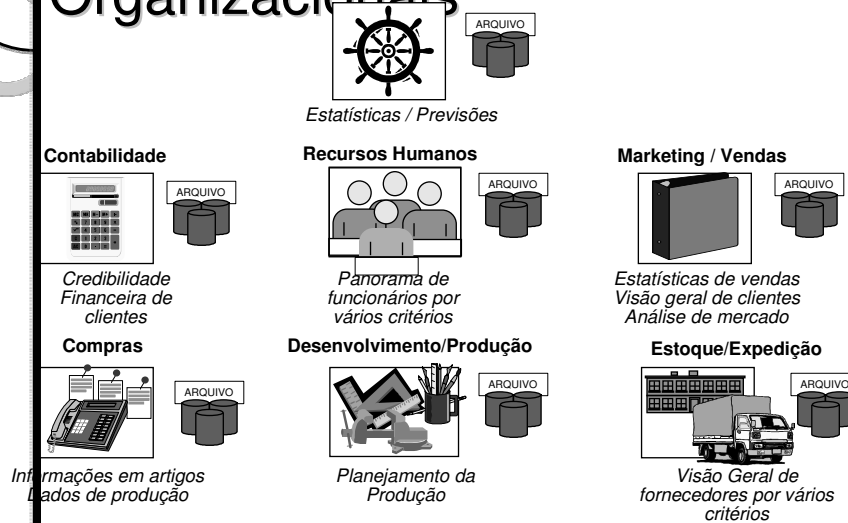 Organizacionais
ARQUIVO
Estatísticas / Previsões
Contabilidade
Recursos Humanos
Marketing / Vendas
ARQUIVO
ARQUIVO
ARQUIVO
Credibilidade
Financeira de
clientes
Panorama de
funcionários por
vários critérios
Estatísticas de vendas
Visão geral de clientes
Análise de mercado
Compras
Desenvolvimento/Produção
Estoque/Expedição
ARQUIVO
ARQUIVO
ARQUIVO
Informações em artigos
Dados de produção
Planejamento da
Produção
Visão Geral de
fornecedores por vários
critérios